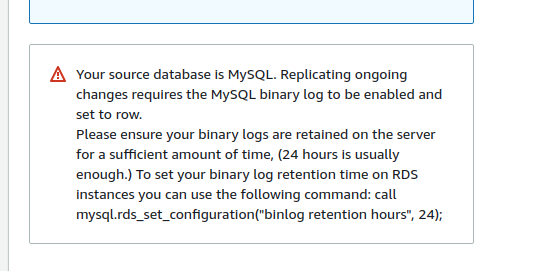 Your source database is MySQL. Replicating ongoing
changes requires the MySQL binary log to be enabled and
set to row.
Please ensure your binary logs are retained on the server
for a sufficient amount of time, (24 hours is usually
enough.) To set your binary log retention time on RDS
instances you can use the following command: call
mysql.rds_set_configuration("binlog retention hours", 24);